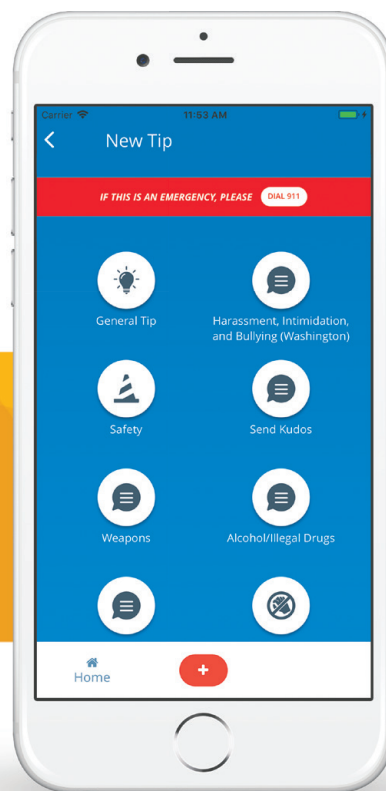 Carrier 11:53 AM
New Tip
IF THIS IS AN EMERGENCY, PLEASE DIAL 911
General Tip
Harassment, Intimidation,
and Bullying (Washington)
Safety
Send Kudos
Weapons
Alcohol/Illegal Drugs
Home
+